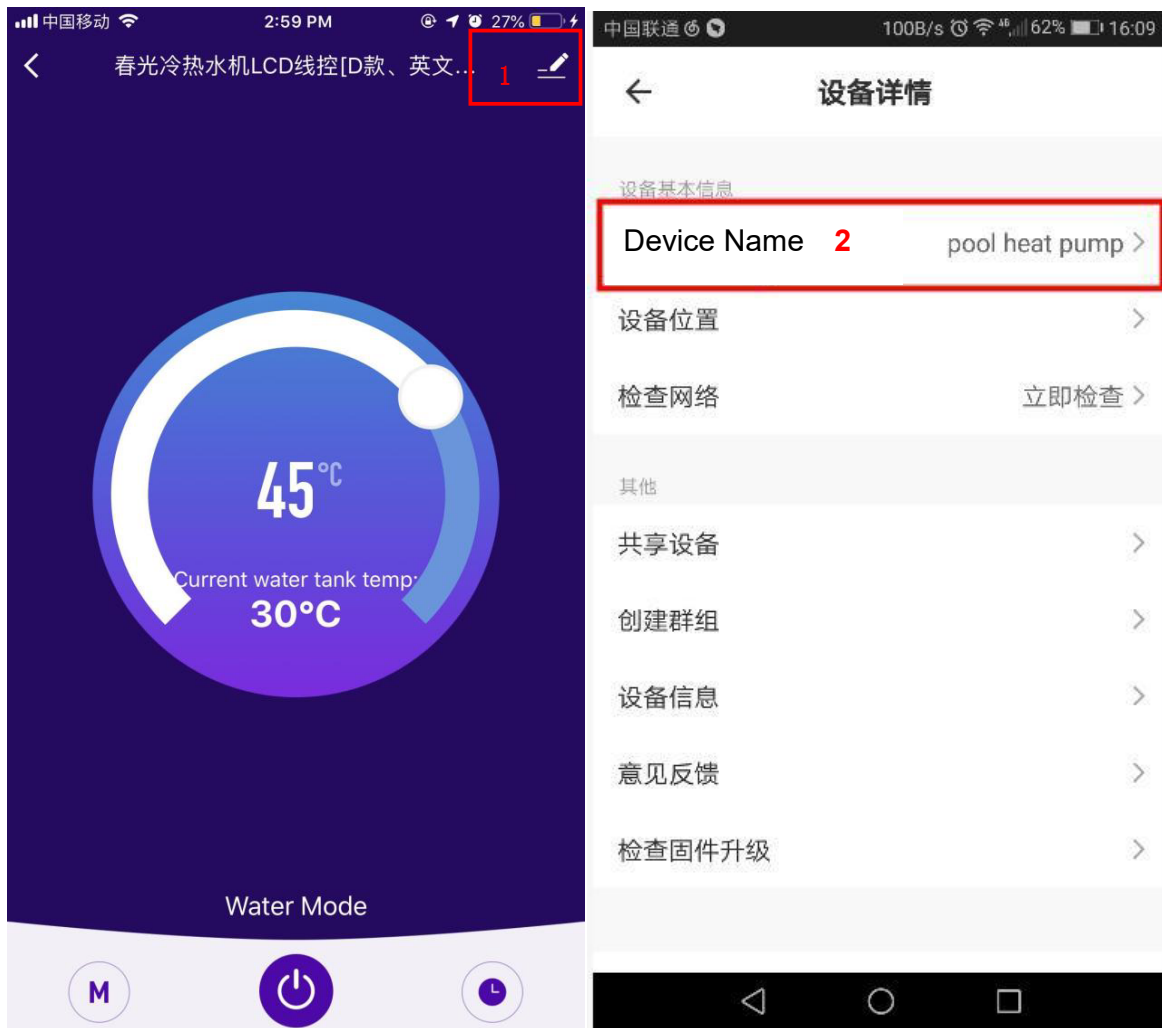 中国移动 2:59 PM 27%
春光冷热水机LCD线控[D款、英文... 1
45℃
Current water tank temp:
30°C
Water Mode
M
中国联通 100B/s 46 62% 16:09
设备详情
设备基本信息
Device Name 2 pool heat pump
设备位置
检查网络 立即检查
其他
共享设备
创建群组
设备信息
意见反馈
检查固件升级